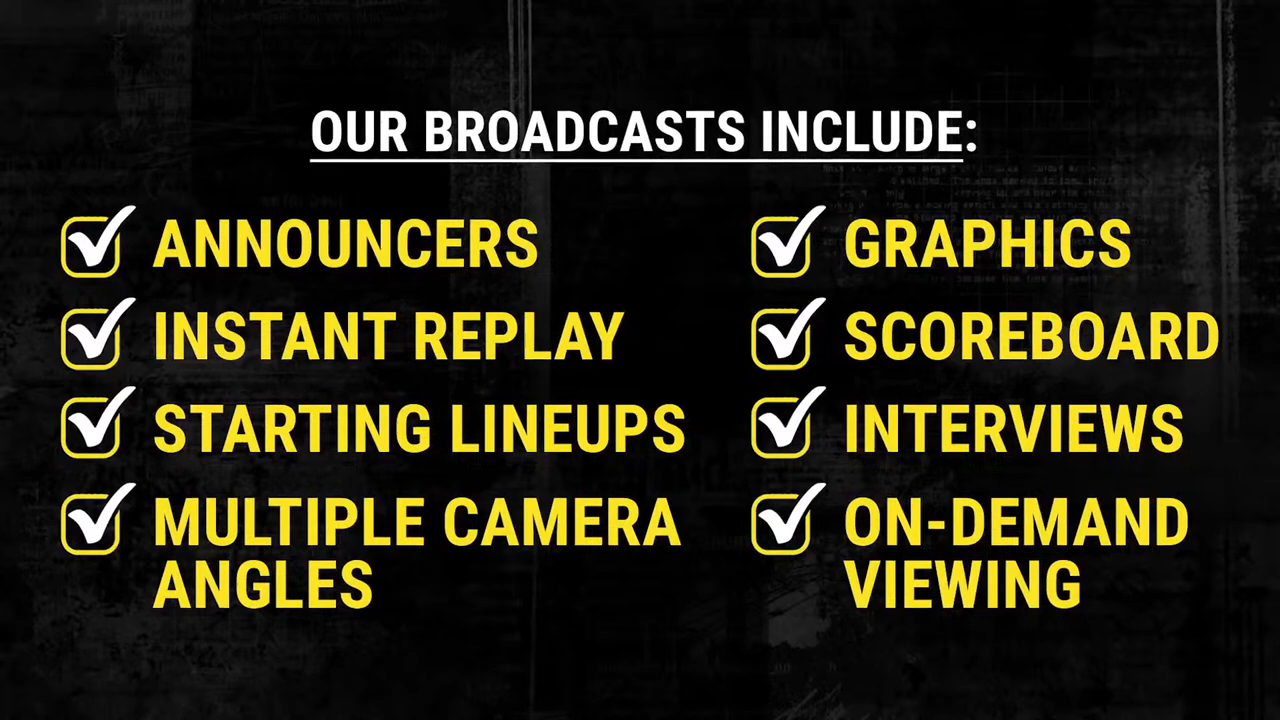 OUR BROADCASTS INCLUDE:
ANNOUNCERS
INSTANT REPLAY
STARTING LINEUPS
MULTIPLE CAMERA
ANGLES
GRAPHICS
SCOREBOARD
INTERVIEWS
ON-DEMAND
VIEWING